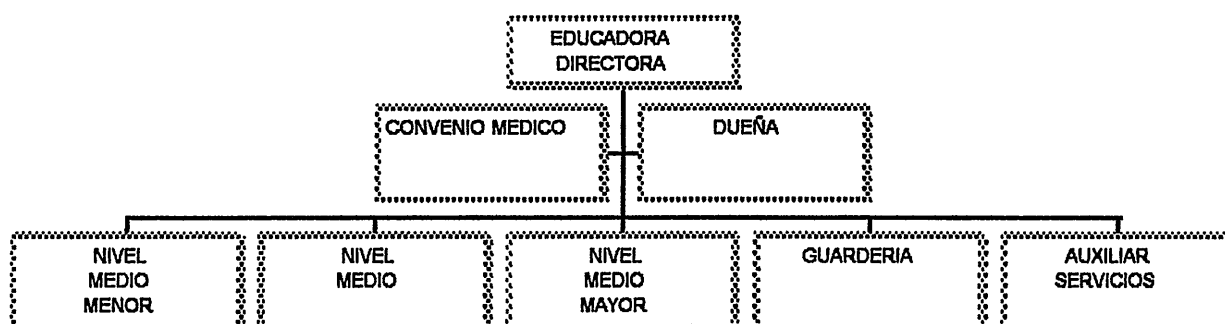 EDUCADORA
DIRECTORA
CONVENIO MEDICO
DUEÑA
NIVEL
MEDIO
MENOR
NIVEL
MEDIO
NIVEL
MEDIO
MAYOR
GUARDERIA
AUXILIAR
SERVICIOS